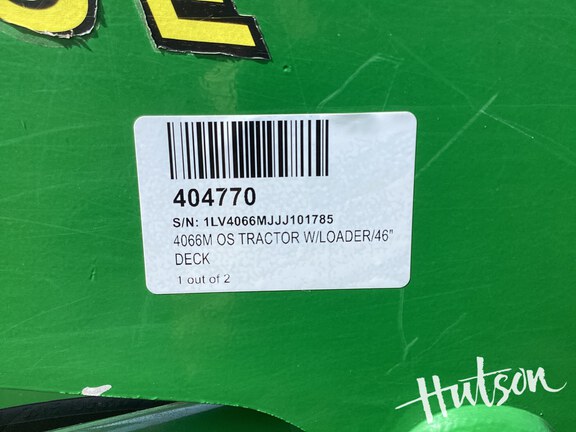 404770
S/N: 1LV4066MJJJ101785
4066M OS TRACTOR W/LOADER/46"
DECK
1 out of 2
Hutson